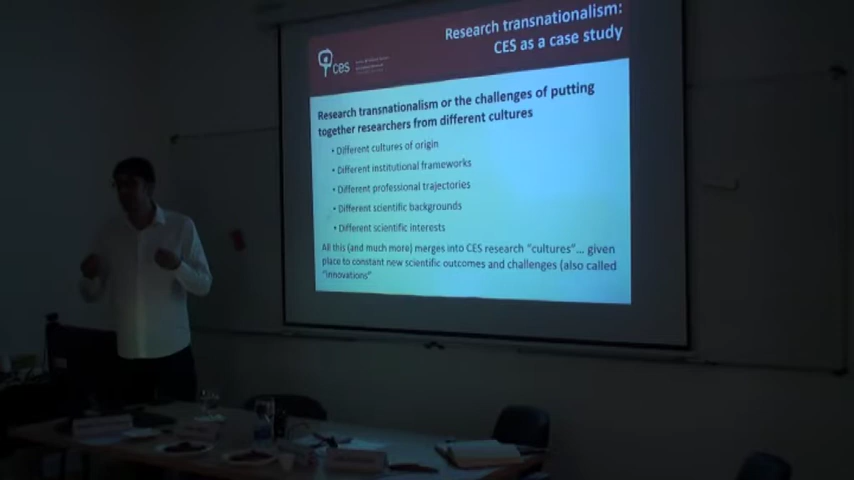 Research transnationalism:
CES as a case study
ces
Research transnationalism or the challenges of putting
together researchers from different cultures
• Different cultures of origin
• Different institutional frameworks
• Different professional trajectories
• Different scientific backgrounds
• Different scientific interests
All this (and much more) merges into CES research "cultures"... given
place to constant new scientific outcomes and challenges (also called
"innovations"